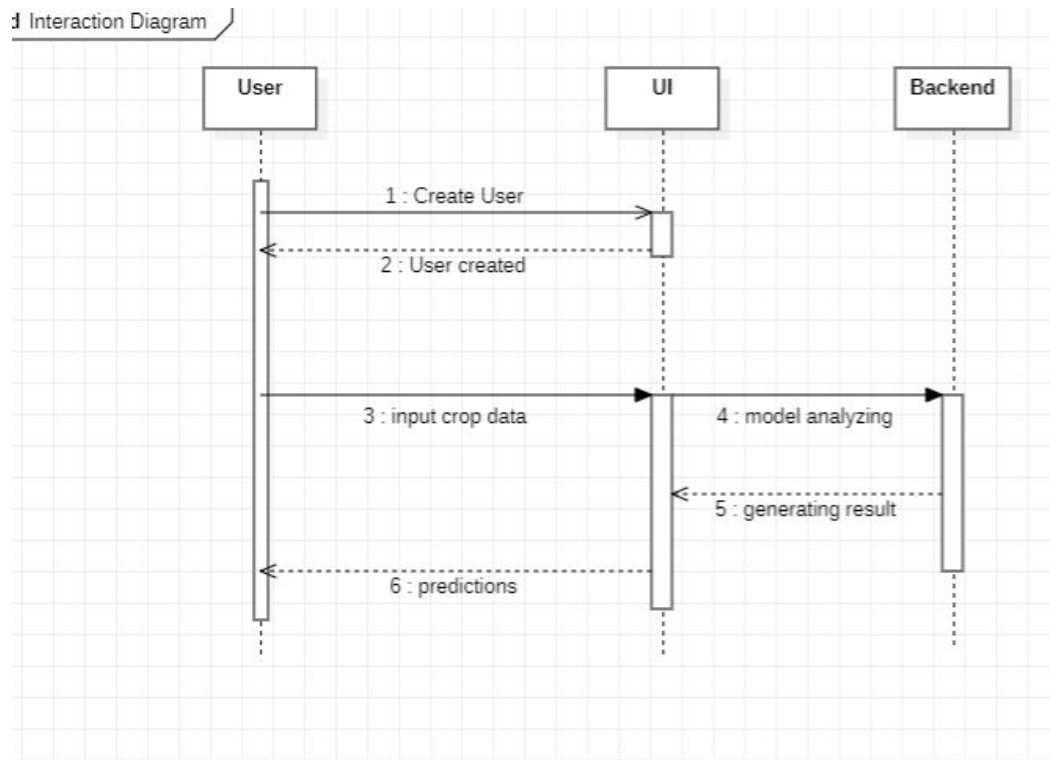 d Interaction Diagram
User
UI
Backend
1 : Create User
2 : User created
3 : input crop data
4 : model analyzing
5 : generating result
6 : predictions